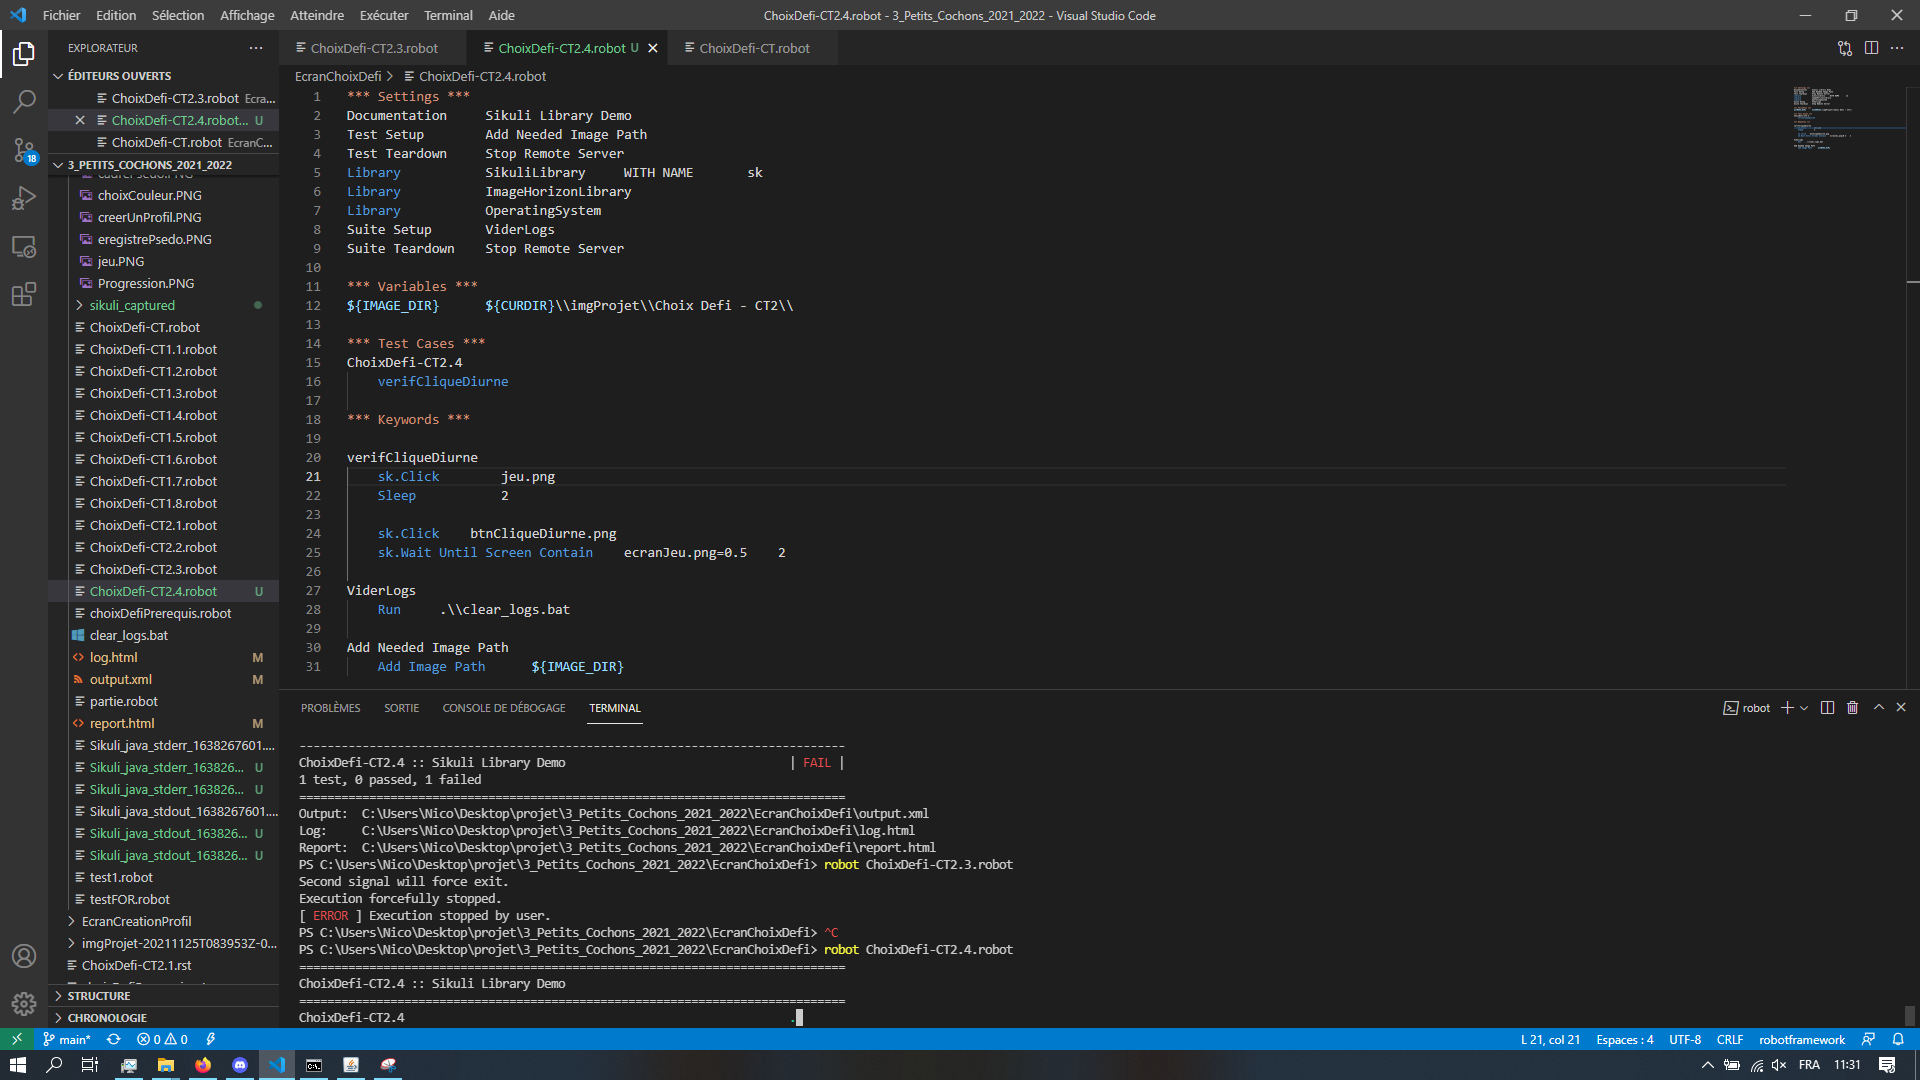 Fichier Edition Sélection Affichage Atteindre Exécuter Terminal Aide
ChoixDefi-CT2.4.robot - 3_Petits_Cochons_2021_2022 - Visual Studio Code
EXPLORATEUR
ÉDITEURS OUVERTS
ChoixDefi-CT2.3.robot Ecra...
ChoixDefi-CT2.4.robot... U
ChoixDefi-CT.robot EcranC...
3_PETITS_COCHONS_2021_2022
choixCouleur.PNG
creerUnProfil.PNG
eregistrePsedo.PNG
jeu.PNG
Progression.PNG
sikuli_captured
ChoixDefi-CT.robot
ChoixDefi-CT1.1.robot
ChoixDefi-CT1.2.robot
ChoixDefi-CT1.3.robot
ChoixDefi-CT1.4.robot
ChoixDefi-CT1.5.robot
ChoixDefi-CT1.6.robot
ChoixDefi-CT1.7.robot
ChoixDefi-CT1.8.robot
ChoixDefi-CT2.1.robot
ChoixDefi-CT2.2.robot
ChoixDefi-CT2.3.robot
ChoixDefi-CT2.4.robot U
choixDefiPrerequis.robot
clear_logs.bat
log.html M
output.xml M
partie.robot
report.html M
Sikuli_java_stderr_1638267601....
Sikuli_java_stderr_163826... U
Sikuli_java_stderr_163826... U
Sikuli_java_stdout_1638267601....
Sikuli_java_stdout_163826... U
Sikuli_java_stdout_163826... U
test1.robot
testFOR.robot
EcranCreationProfil
imgProjet-20211125T083953Z-0...
ChoixDefi-CT2.1.rst
STRUCTURE
CHRONOLOGIE
18
ChoixDefi-CT2.3.robot
ChoixDefi-CT2.4.robot U
ChoixDefi-CT.robot
EcranChoixDefi > ChoixDefi-CT2.4.robot
1 *** Settings ***
2 Documentation Sikuli Library Demo
3 Test Setup Add Needed Image Path
4 Test Teardown Stop Remote Server
5 Library SikuliLibrary WITH NAME sk
6 Library ImageHorizonLibrary
7 Library OperatingSystem
8 Suite Setup ViderLogs
9 Suite Teardown Stop Remote Server
10
11 *** Variables ***
12 ${IMAGE_DIR} ${CURDIR}\\imgProjet\\Choix Defi - CT2\\
13
14 *** Test Cases ***
15 ChoixDefi-CT2.4
16 verifCliqueDiurne
17
18 *** Keywords ***
19
20 verifCliqueDiurne
21 sk.Click jeu.png
22 Sleep 2
23
24 sk.Click btnCliqueDiurne.png
25 sk.Wait Until Screen Contain ecranJeu.png=0.5 2
26
27 ViderLogs
28 Run .\\clear_logs.bat
29
30 Add Needed Image Path
31 Add Image Path ${IMAGE_DIR}
PROBLÈMES SORTIE CONSOLE DE DÉBOGAGE TERMINAL
robot
------------------------------------------------------------------------------
ChoixDefi-CT2.4 :: Sikuli Library Demo | FAIL |
1 test, 0 passed, 1 failed
==============================================================================
Output: C:\Users\Nico\Desktop\projet\3_Petits_Cochons_2021_2022\EcranChoixDefi\output.xml
Log: C:\Users\Nico\Desktop\projet\3_Petits_Cochons_2021_2022\EcranChoixDefi\log.html
Report: C:\Users\Nico\Desktop\projet\3_Petits_Cochons_2021_2022\EcranChoixDefi\report.html
PS C:\Users\Nico\Desktop\projet\3_Petits_Cochons_2021_2022\EcranChoixDefi> robot ChoixDefi-CT2.3.robot
Second signal will force exit.
Execution forcefully stopped.
[ ERROR ] Execution stopped by user.
PS C:\Users\Nico\Desktop\projet\3_Petits_Cochons_2021_2022\EcranChoixDefi> ^C
PS C:\Users\Nico\Desktop\projet\3_Petits_Cochons_2021_2022\EcranChoixDefi> robot ChoixDefi-CT2.4.robot
==============================================================================
ChoixDefi-CT2.4 :: Sikuli Library Demo
==============================================================================
ChoixDefi-CT2.4 .
main* 0 0 L 21, col 21 Espaces : 4 UTF-8 CRLF robotframework
FRA 11:31